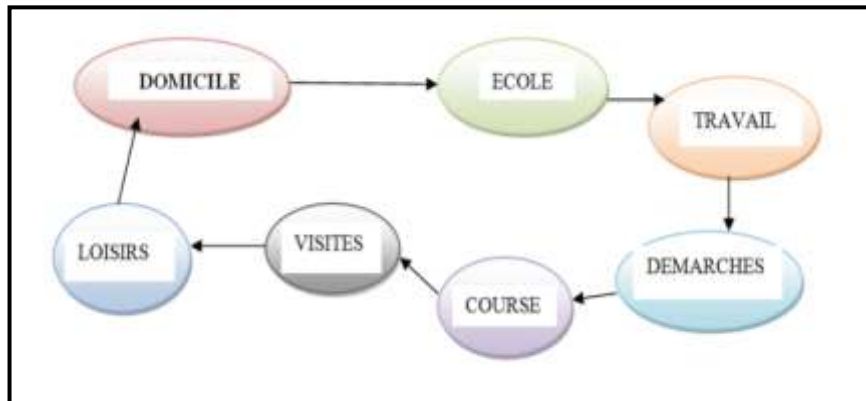 DOMICILE
ECOLE
TRAVAIL
DEMARCHES
COURSE
VISITES
LOISIRS